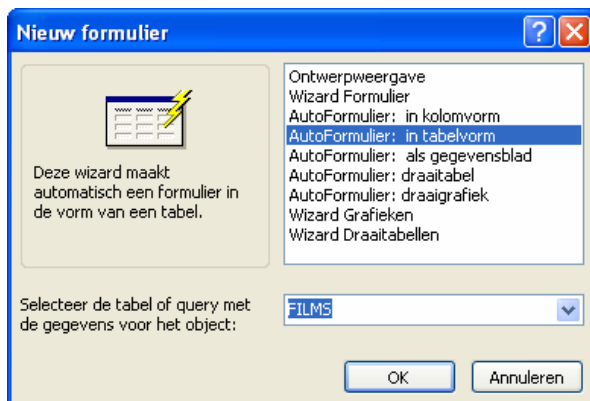 Nieuw formulier
Deze wizard maakt
automatisch een formulier in
de vorm van een tabel.
Ontwerpweergave
Wizard Formulier
AutoFormulier: in kolomvorm
AutoFormulier: in tabelvorm
AutoFormulier: als gegevensblad
AutoFormulier: draaitabel
AutoFormulier: draaigrafiek
Wizard Grafieken
Wizard Draaitabellen
Selecteer de tabel of query met
de gegevens voor het object:
FILMS
OK
Annuleren